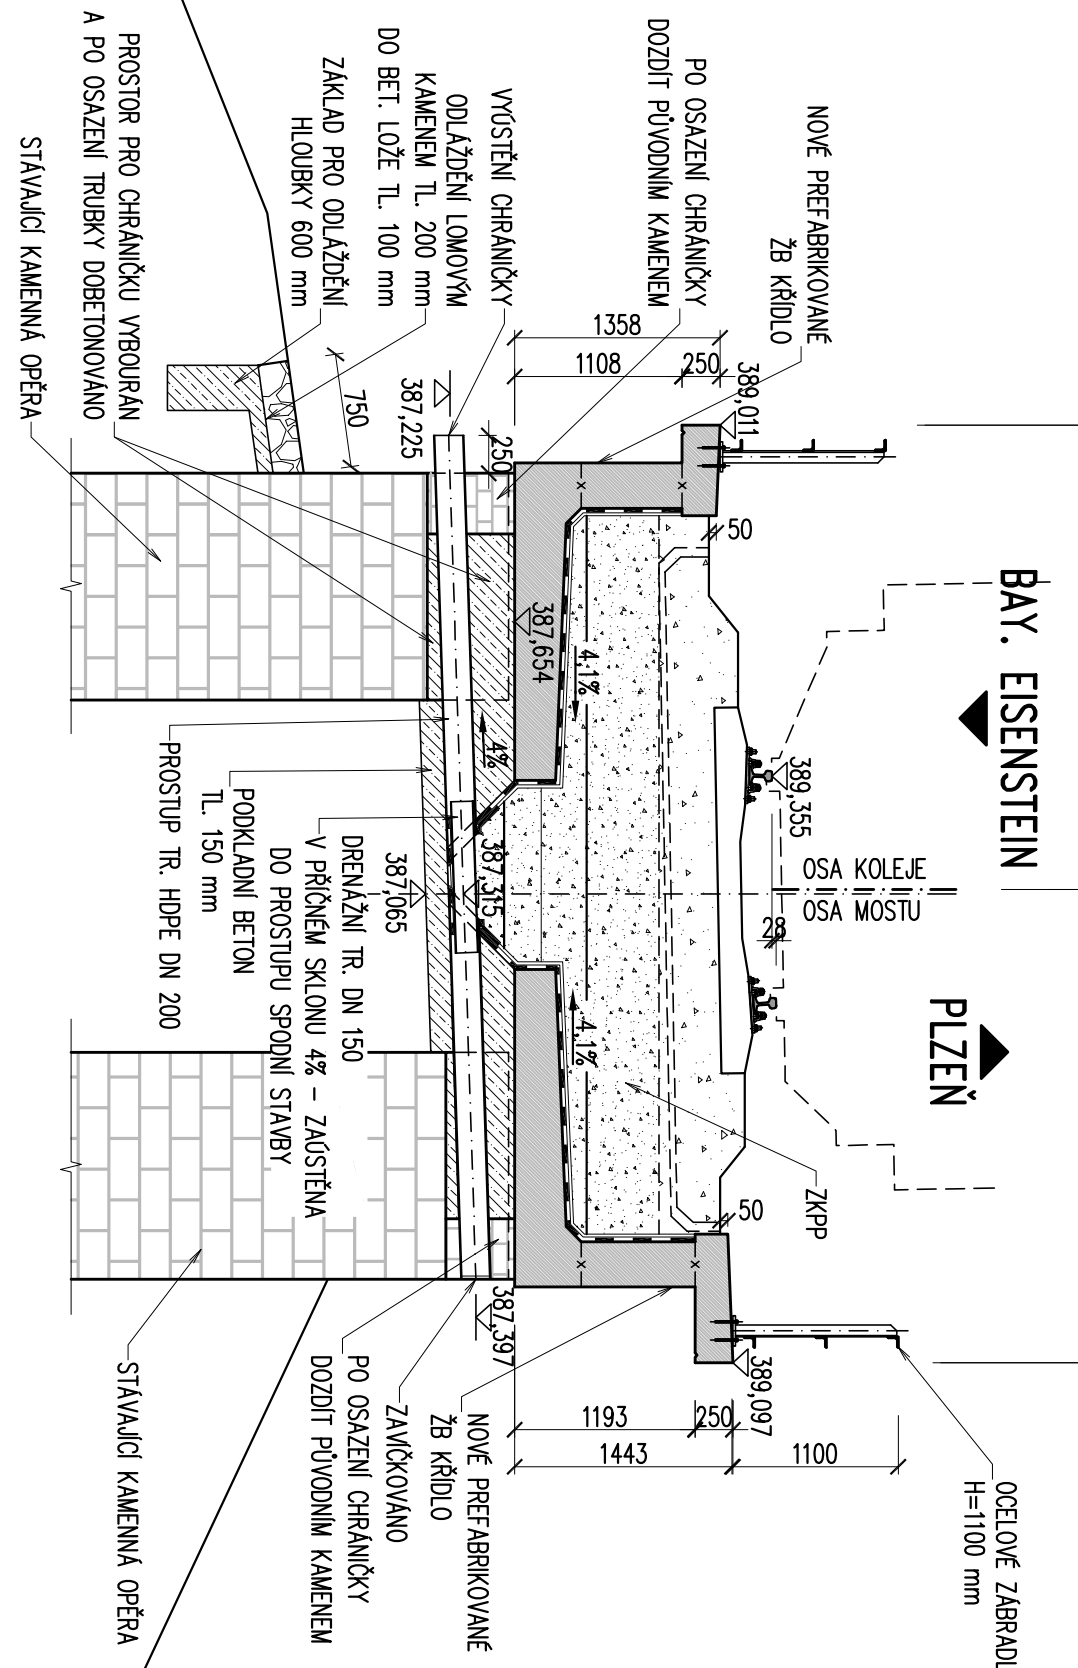 BAY. EISENSTEIN
PLZEŇ
OSA KOLEJE
OSA MOSTU
NOVÉ PREFABRIKOVANÉ
ŽB KŘÍDLO
PO OSAZENÍ CHRÁNIČKY
DOZDÍT PŮVODNÍM KAMENEM
VYÚSTĚNÍ CHRÁNIČKY
ODLÁŽDĚNÍ LOMOVÝM
KAMENEM TL. 200 mm
DO BET. LOŽE TL. 100 mm
ZÁKLAD PRO ODLÁŽDĚNÍ
HLOUBKY 600 mm
PROSTOR PRO CHRÁNIČKU VYBOURÁN
A PO OSAZENÍ TRUBKY DOBETONOVÁNO
STÁVAJÍCÍ KAMENNÁ OPĚRA
1358
1108
250
389,011
750
387,225
250
50
387,654
4,1%
4%
389,355
28
387,315
387,065
4,1%
ZKPP
50
DRENÁŽNÍ TR. DN 150
V PŘÍČNÉM SKLONU 4% – ZAÚSTĚNA
DO PROSTUPU SPODNÍ STAVBY
PODKLADNÍ BETON
TL. 150 mm
PROSTUP TR. HDPE DN 200
387,397
389,097
1193
250
1443
1100
OCELOVÉ ZÁBRADL
H=1100 mm
NOVÉ PREFABRIKOVANÉ
ŽB KŘÍDLO
ZAVÍČKOVÁNO
PO OSAZENÍ CHRÁNIČKY
DOZDÍT PŮVODNÍM KAMENEM
STÁVAJÍCÍ KAMENNÁ OPĚRA